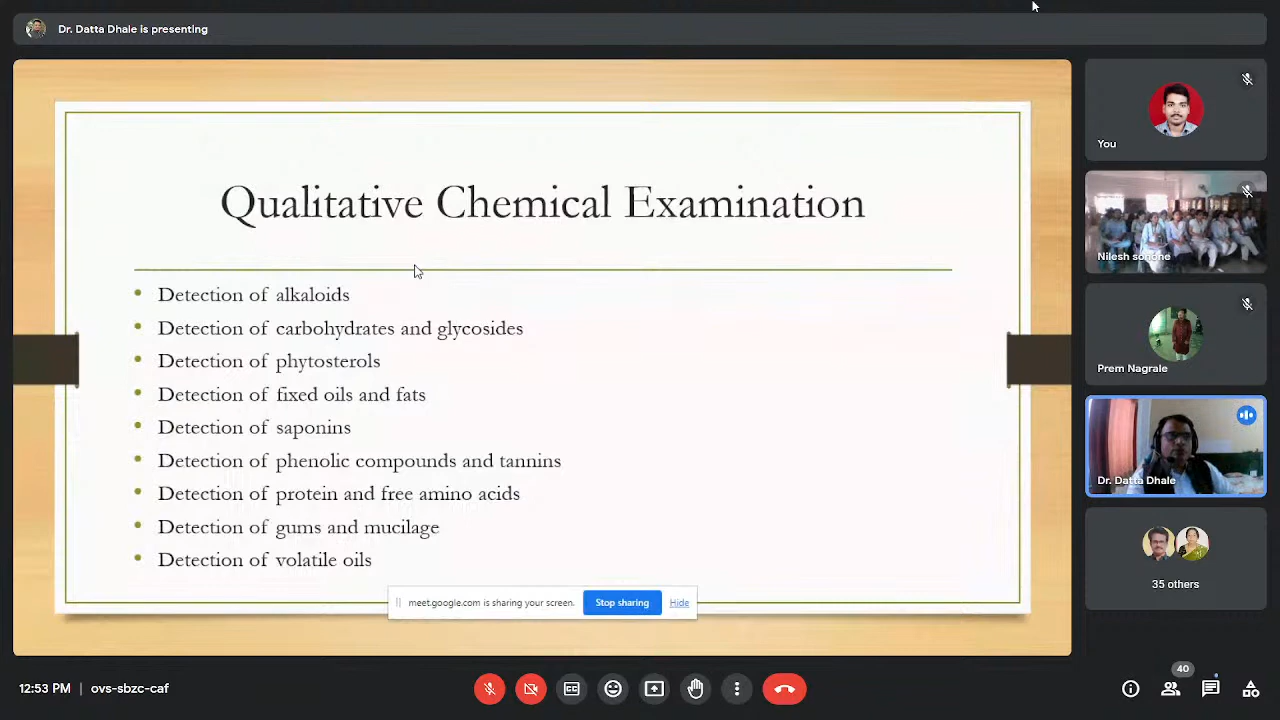 Dr. Datta Dhale is presenting
Qualitative Chemical Examination
• Detection of alkaloids
• Detection of carbohydrates and glycosides
• Detection of phytosterols
• Detection of fixed oils and fats
• Detection of saponins
• Detection of phenolic compounds and tannins
• Detection of protein and free amino acids
• Detection of gums and mucilage
• Detection of volatile oils
meet.google.com is sharing your screen. Stop sharing Hide
You
Nilesh sonone
Prem Nagrale
Dr. Datta Dhale
35 others
12:53 PM | ovs-sbzc-caf
40